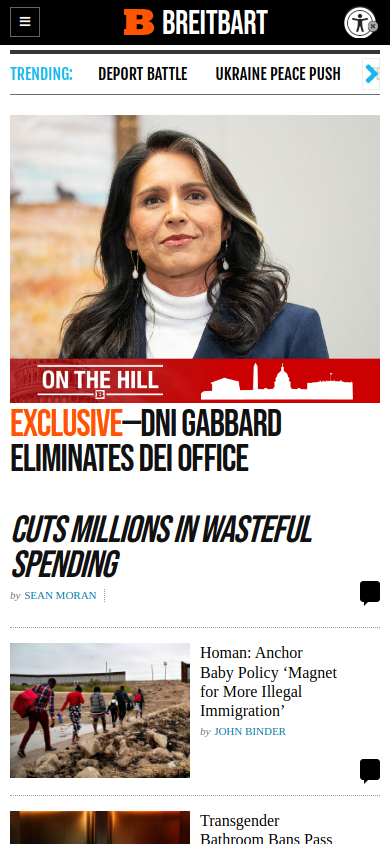 BREITBART
TRENDING:
DEPORT BATTLE
UKRAINE PEACE PUSH
ON THE HILL
EXCLUSIVE—DNI GABBARD
ELIMINATES DEI OFFICE
CUTS MILLIONS IN WASTEFUL
SPENDING
by SEAN MORAN
Homan: Anchor
Baby Policy ‘Magnet
for More Illegal
Immigration’
by JOHN BINDER
Transgender
Bathroom Bans Pass